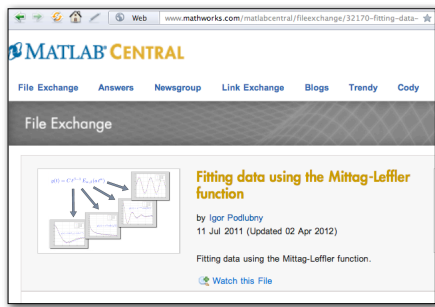 Web www.mathworks.com/matlabcentral/fileexchange/32170-fitting-data-
MATLAB® CENTRAL
File Exchange Answers Newsgroup Link Exchange Blogs Trendy Cody
File Exchange
Fitting data using the Mittag-Leffler
function
by Igor Podlubny
11 Jul 2011 (Updated 02 Apr 2012)
Fitting data using the Mittag-Leffler function.
Watch this File